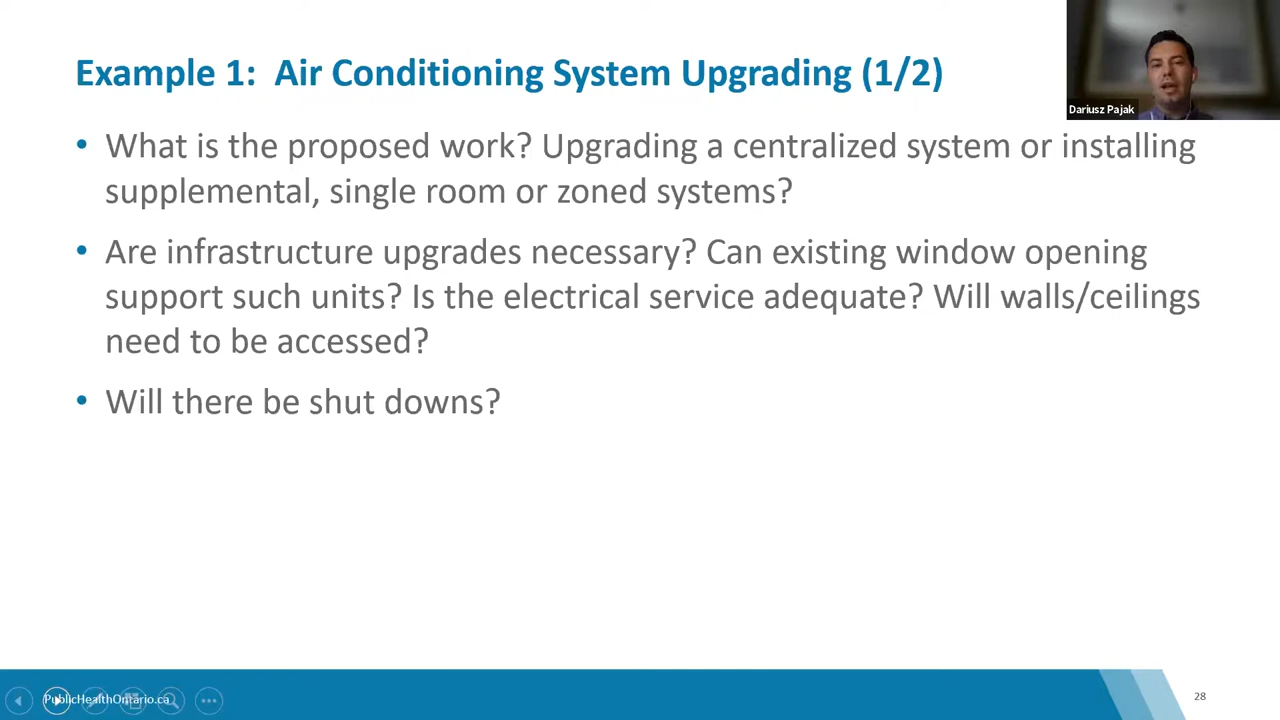 Example 1:  Air Conditioning System Upgrading (1/2)
Dariusz Pajak
• What is the proposed work? Upgrading a centralized system or installing
supplemental, single room or zoned systems?
• Are infrastructure upgrades necessary? Can existing window opening
support such units? Is the electrical service adequate? Will walls/ceilings
need to be accessed?
• Will there be shut downs?
PublicHealthOntario.ca
28